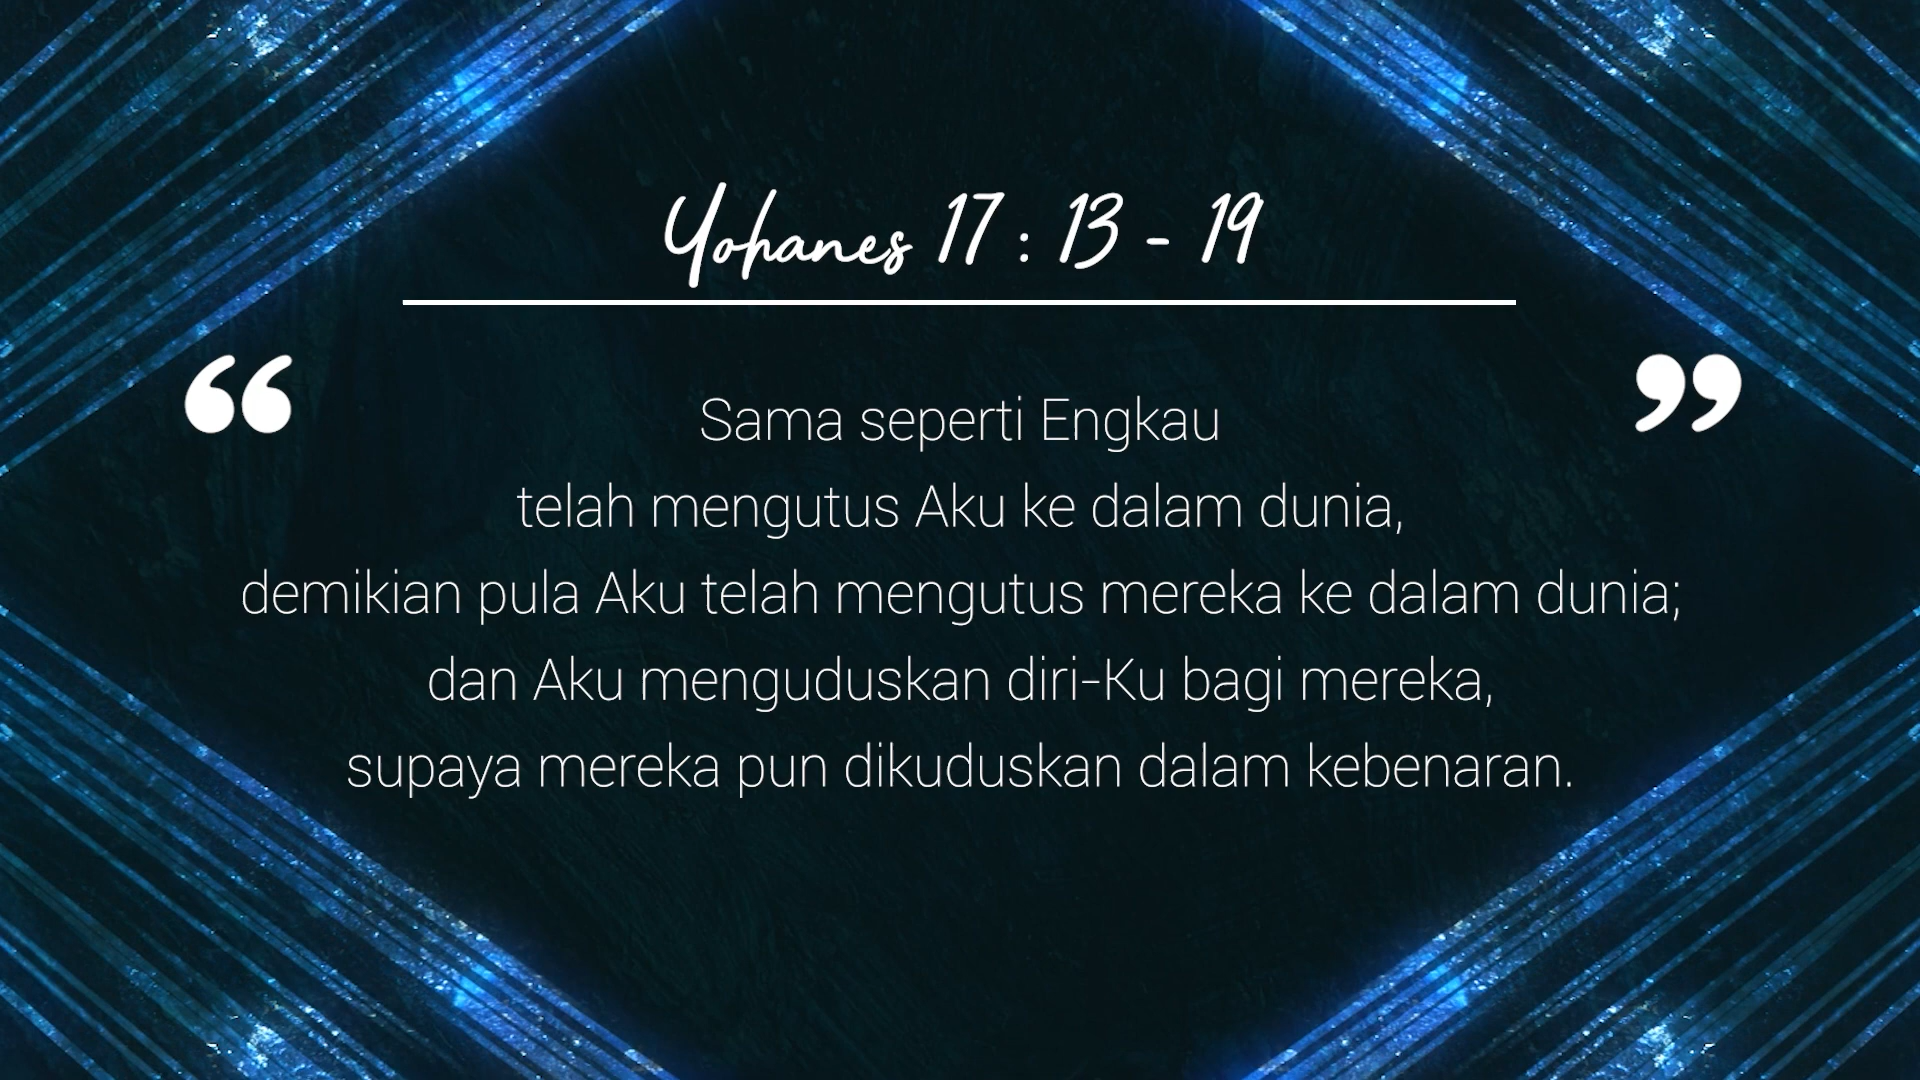 Yohanes 17 : 13 - 19
“ ”
Sama seperti Engkau
telah mengutus Aku ke dalam dunia,
demikian pula Aku telah mengutus mereka ke dalam dunia;
dan Aku menguduskan diri-Ku bagi mereka,
supaya mereka pun dikuduskan dalam kebenaran.